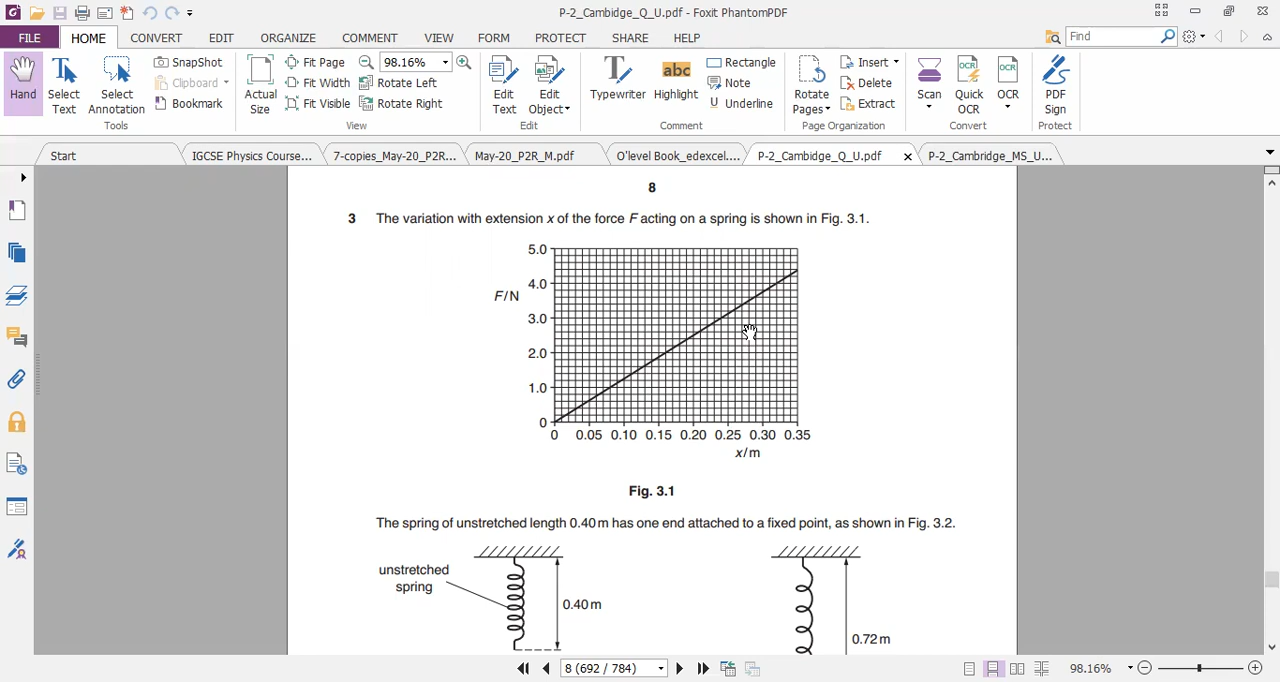 P-2_Cambidge_Q_U.pdf - Foxit PhantomPDF
FILE HOME CONVERT EDIT ORGANIZE COMMENT VIEW FORM PROTECT SHARE HELP Find
Hand
Select Text
Select Annotation
SnapShot
Clipboard
Bookmark
Tools
Actual Size
Fit Page
Fit Width
Fit Visible
98.16%
Rotate Left
Rotate Right
View
Edit Text
Edit Object
Edit
Typewriter
abc
Highlight
Rectangle
Note
U Underline
Comment
Rotate Pages
Insert
Delete
Extract
Page Organization
Scan
OCR
Quick OCR
OCR
OCR
Convert
PDF Sign
Protect
Start IGCSE Physics Course... 7-copies_May-20_P2R... May-20_P2R_M.pdf O'level Book_edexcel.... P-2_Cambidge_Q_U.pdf P-2_Cambridge_MS_U...
8
3 The variation with extension x of the force F acting on a spring is shown in Fig. 3.1.
5.0
4.0
F/N
3.0
2.0
1.0
0
0 0.05 0.10 0.15 0.20 0.25 0.30 0.35
x/m
Fig. 3.1
The spring of unstretched length 0.40 m has one end attached to a fixed point, as shown in Fig. 3.2.
unstretched
spring
0.40 m
0.72 m
8 (692 / 784)
98.16%